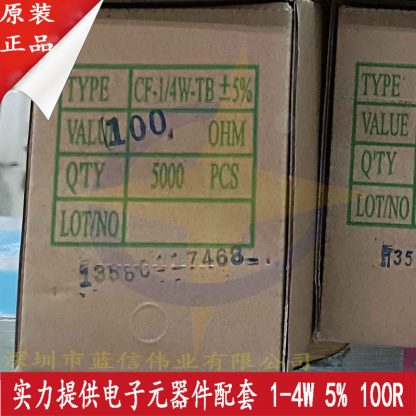 原装
正品
TYPE CF-1/4W-TB ±5%
VALUE 100. OHM
Q'TY 5000 PCS
LOT/NO
TYPE
VALUE
Q'TY
LOT/NO
深圳市蓝信伟业有限公司
实力提供电子元器件配套 1-4W 5% 100R